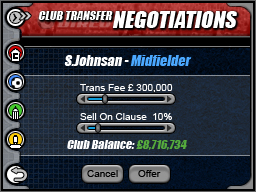 CLUB TRANSFER NEGOTIATIONS
S.Johnsan - Midfielder
Trans Fee £ 300,000
Sell On Clause 10%
Club Balance: £8,716,734
Cancel Offer